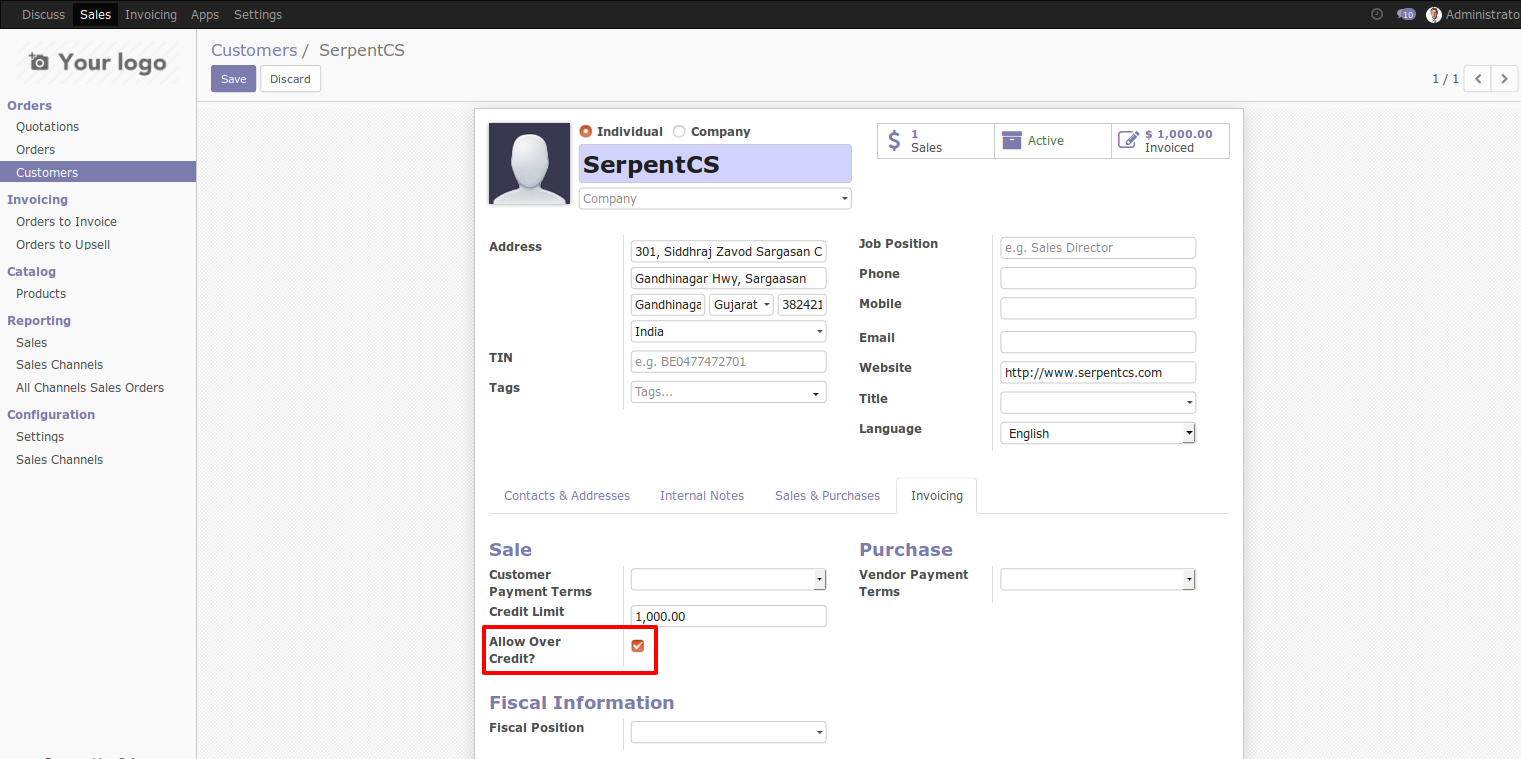 Discuss Sales Invoicing Apps Settings 10 Administrato
Your logo
Customers / SerpentCS
Save Discard 1 / 1
Orders
Quotations
Orders
Customers
Invoicing
Orders to Invoice
Orders to Upsell
Catalog
Products
Reporting
Sales
Sales Channels
All Channels Sales Orders
Configuration
Settings
Sales Channels
Individual Company
SerpentCS
Company
$ 1
Sales
Active
$ 1,000.00
Invoiced
Address
301, Siddhraj Zavod Sargasan C
Gandhinagar Hwy, Sargaasan
Gandhinaga Gujarat 382421
India
TIN e.g. BE0477472701
Tags Tags...
Job Position e.g. Sales Director
Phone
Mobile
Email
Website http://www.serpentcs.com
Title
Language English
Contacts & Addresses Internal Notes Sales & Purchases Invoicing
Sale
Customer
Payment Terms
Credit Limit 1,000.00
Allow Over
Credit?
Purchase
Vendor Payment
Terms
Fiscal Information
Fiscal Position